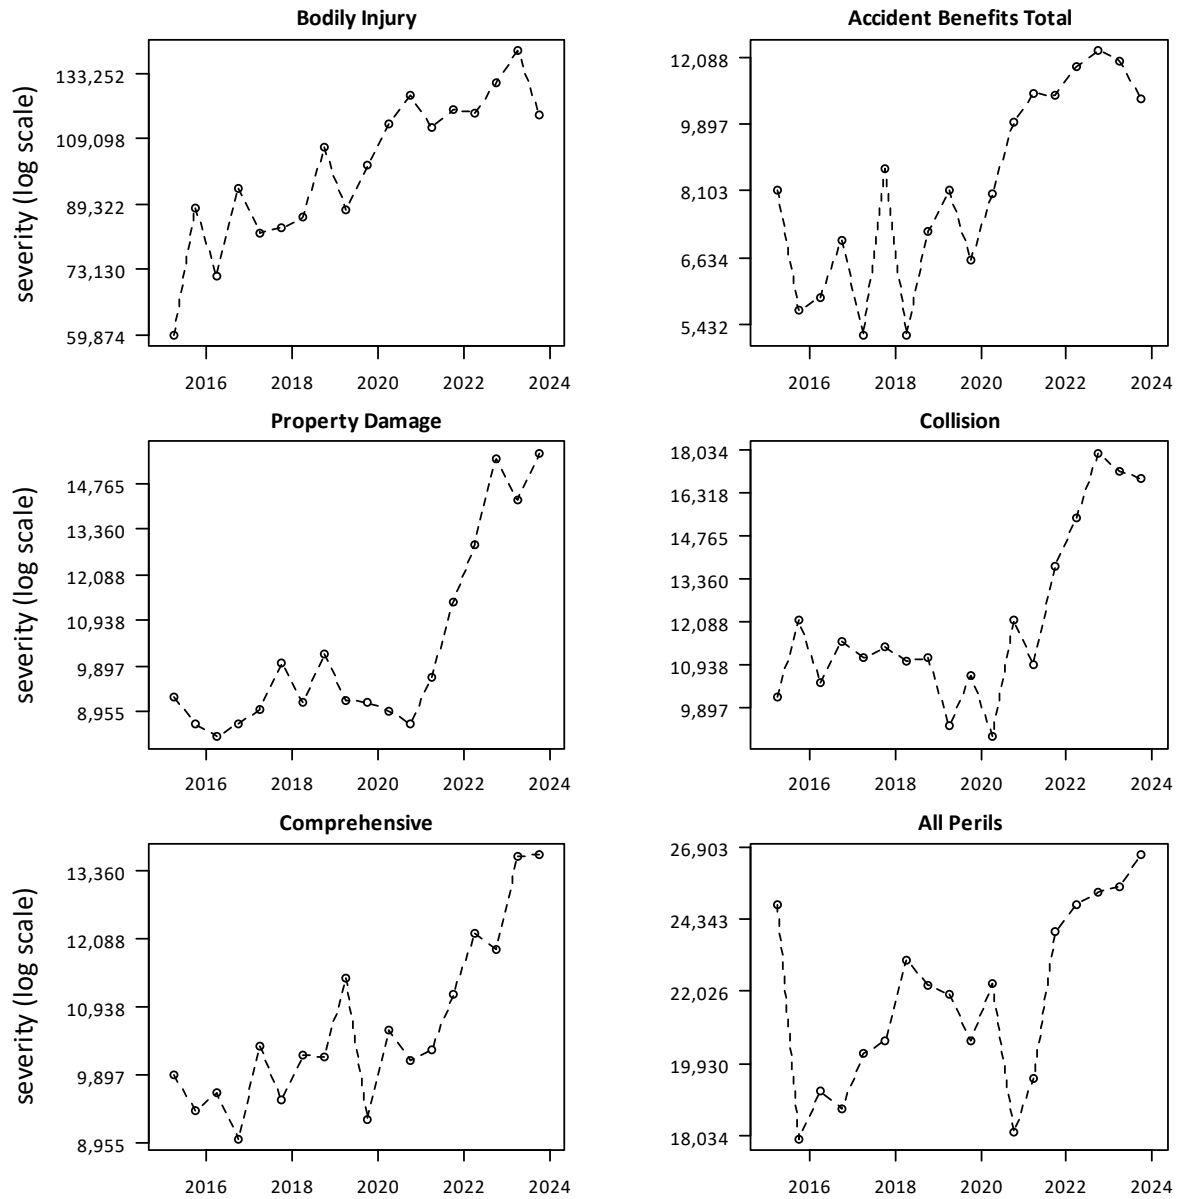 Bodily Injury
severity (log scale)
133,252
109,098
89,322
73,130
59,874
2016 2018 2020 2022 2024
Accident Benefits Total
12,088
9,897
8,103
6,634
5,432
2016 2018 2020 2022 2024
Property Damage
severity (log scale)
14,765
13,360
12,088
10,938
9,897
8,955
2016 2018 2020 2022 2024
Collision
18,034
16,318
14,765
13,360
12,088
10,938
9,897
2016 2018 2020 2022 2024
Comprehensive
severity (log scale)
13,360
12,088
10,938
9,897
8,955
2016 2018 2020 2022 2024
All Perils
26,903
24,343
22,026
19,930
18,034
2016 2018 2020 2022 2024